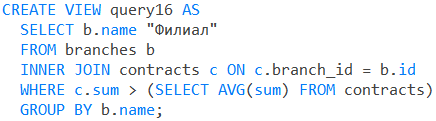 CREATE VIEW query16 AS
SELECT b.name "Филиал"
FROM branches b
INNER JOIN contracts c ON c.branch_id = b.id
WHERE c.sum > (SELECT AVG(sum) FROM contracts)
GROUP BY b.name;